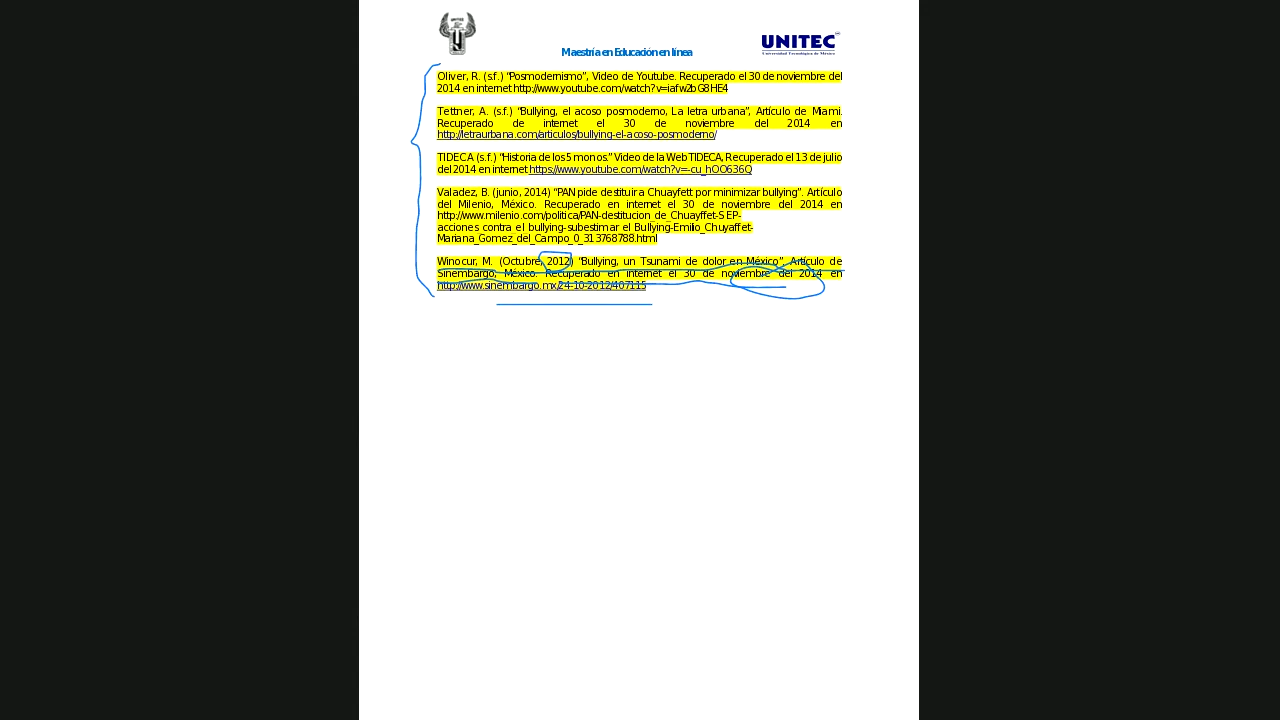 Maestría en Educación en línea
UNITEC
Universidad Tecnológica de México
Oliver, R. (s.f.) “Posmodernismo”, Video de Youtube. Recuperado el 30 de noviembre del
2014 en internet http://www.youtube.com/watch?v=iafw2bG8HE4
Tettner, A. (s.f.) “Bullying, el acoso posmoderno, La letra urbana”, Artículo de Miami.
Recuperado de internet el 30 de noviembre del 2014 en
http://letraurbana.com/articulos/bullying-el-acoso-posmoderno/
TIDECA (s.f.) “Historia de los 5 monos.” Video de la Web TIDECA, Recuperado el 13 de julio
del 2014 en internet https://www.youtube.com/watch?v=-cu_hOO636Q
Valadez, B. (junio, 2014) “PAN pide destituir a Chuayfett por minimizar bullying”. Artículo
del Milenio, México. Recuperado en internet el 30 de noviembre del 2014 en
http://www.milenio.com/politica/PAN-destitucion_de_Chuayffet-SEP-
acciones contra el bullying-subestimar el Bullying-Emilio_Chuyaffet-
Mariana_Gomez_del_Campo_0_313768788.html
Winocur, M. (Octubre, 2012) “Bullying, un Tsunami de dolor en México”. Artículo de
Sinembargo, México. Recuperado en internet el 30 de noviembre del 2014 en
http://www.sinembargo.mx/24-10-2012/407115